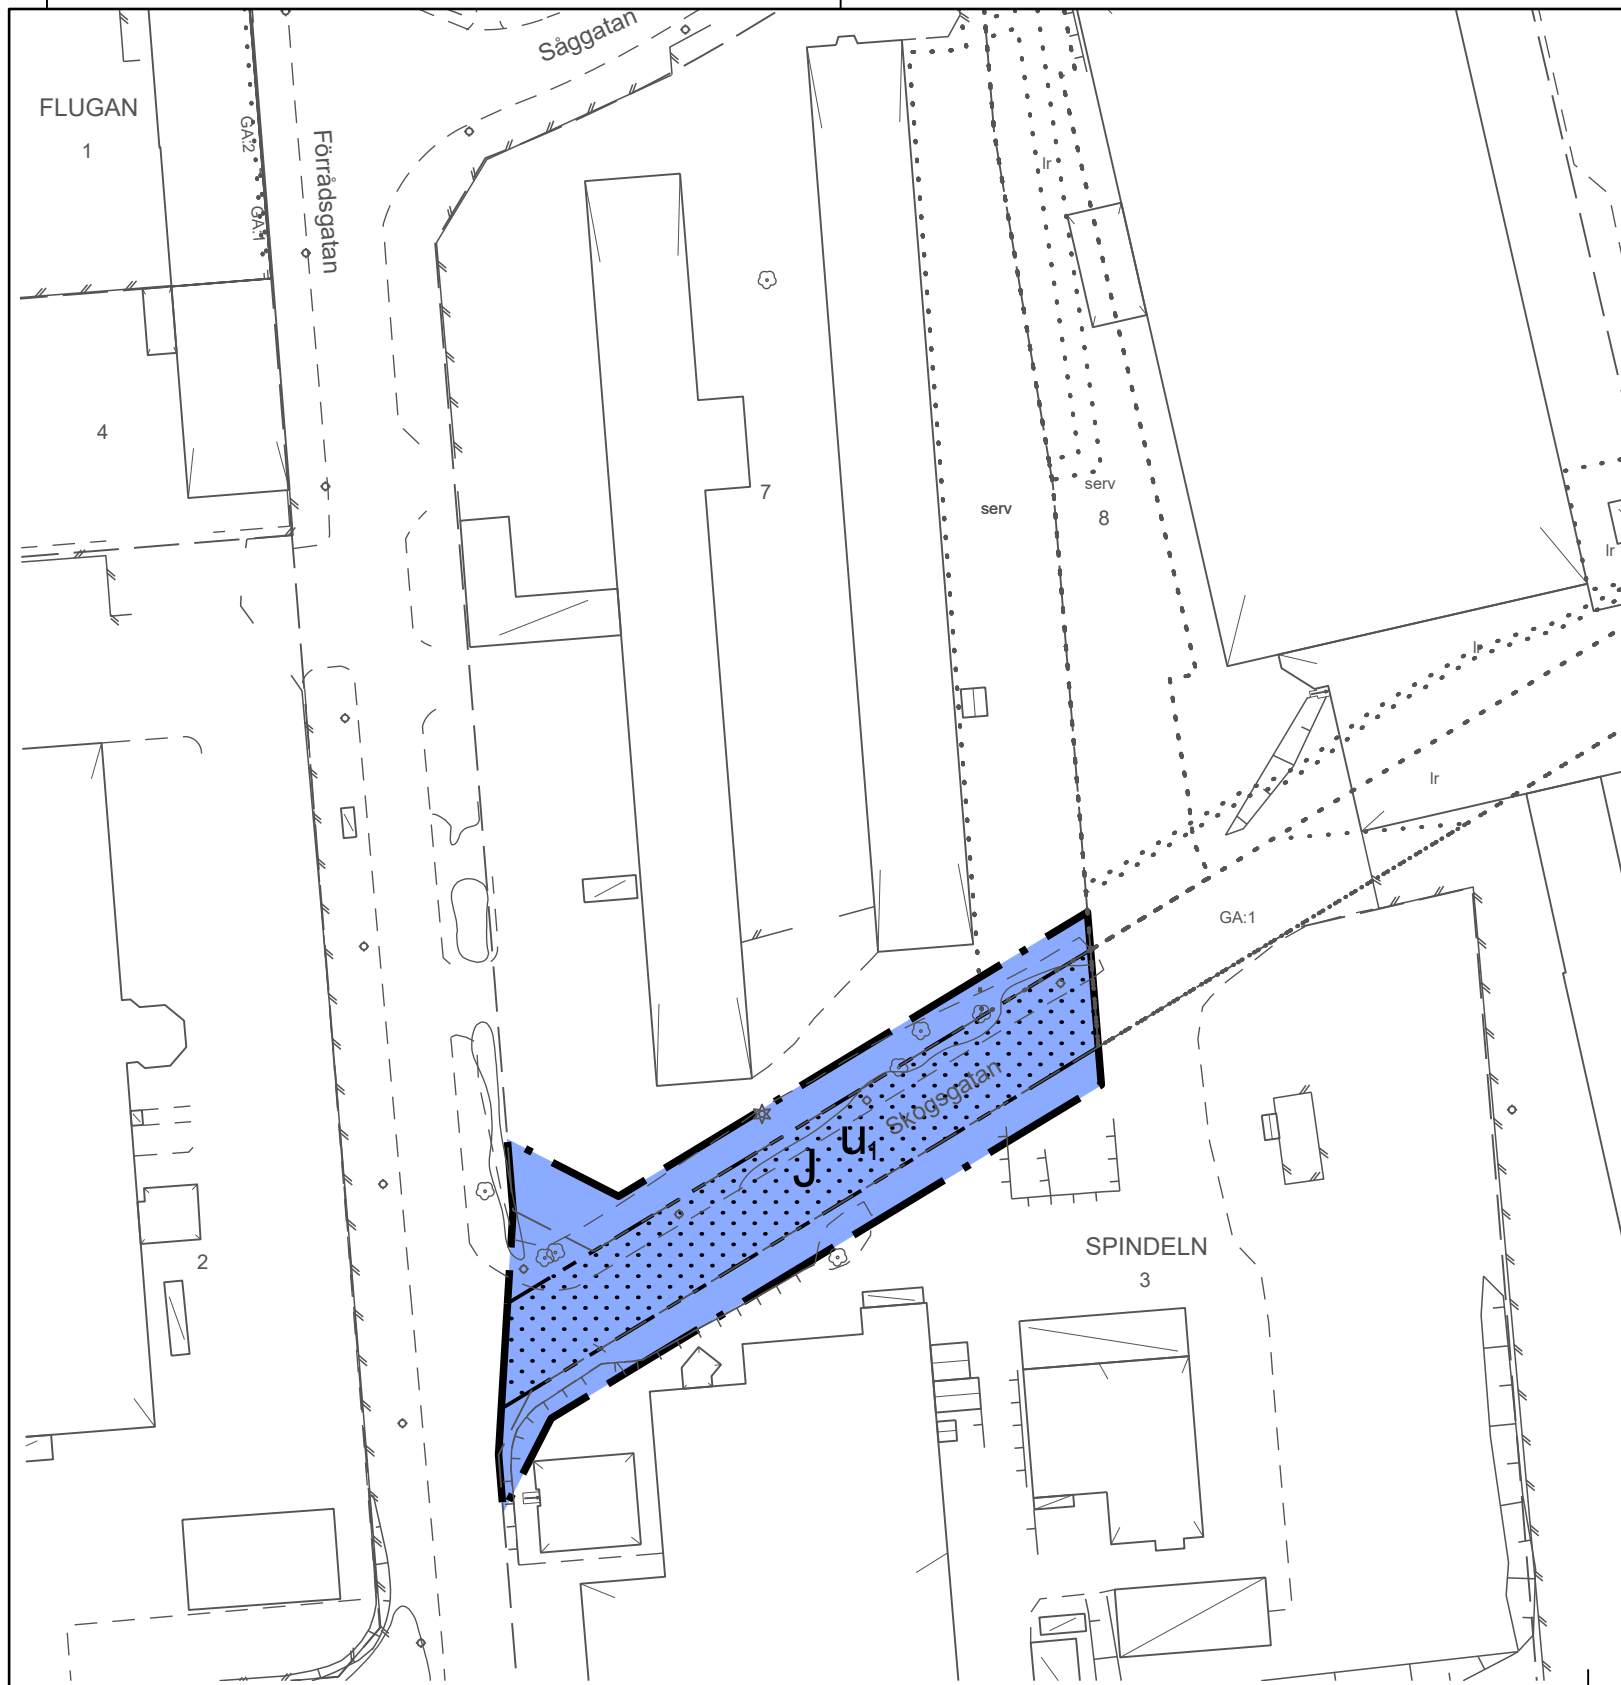 Såggatan
FLUGAN
1
GA:2
Förrådsgatan
GA:1
lr
4
7
serv
serv
8
lr
lr
lr
GA:1
Skogsgatan
J u1
SPINDELN
3
2